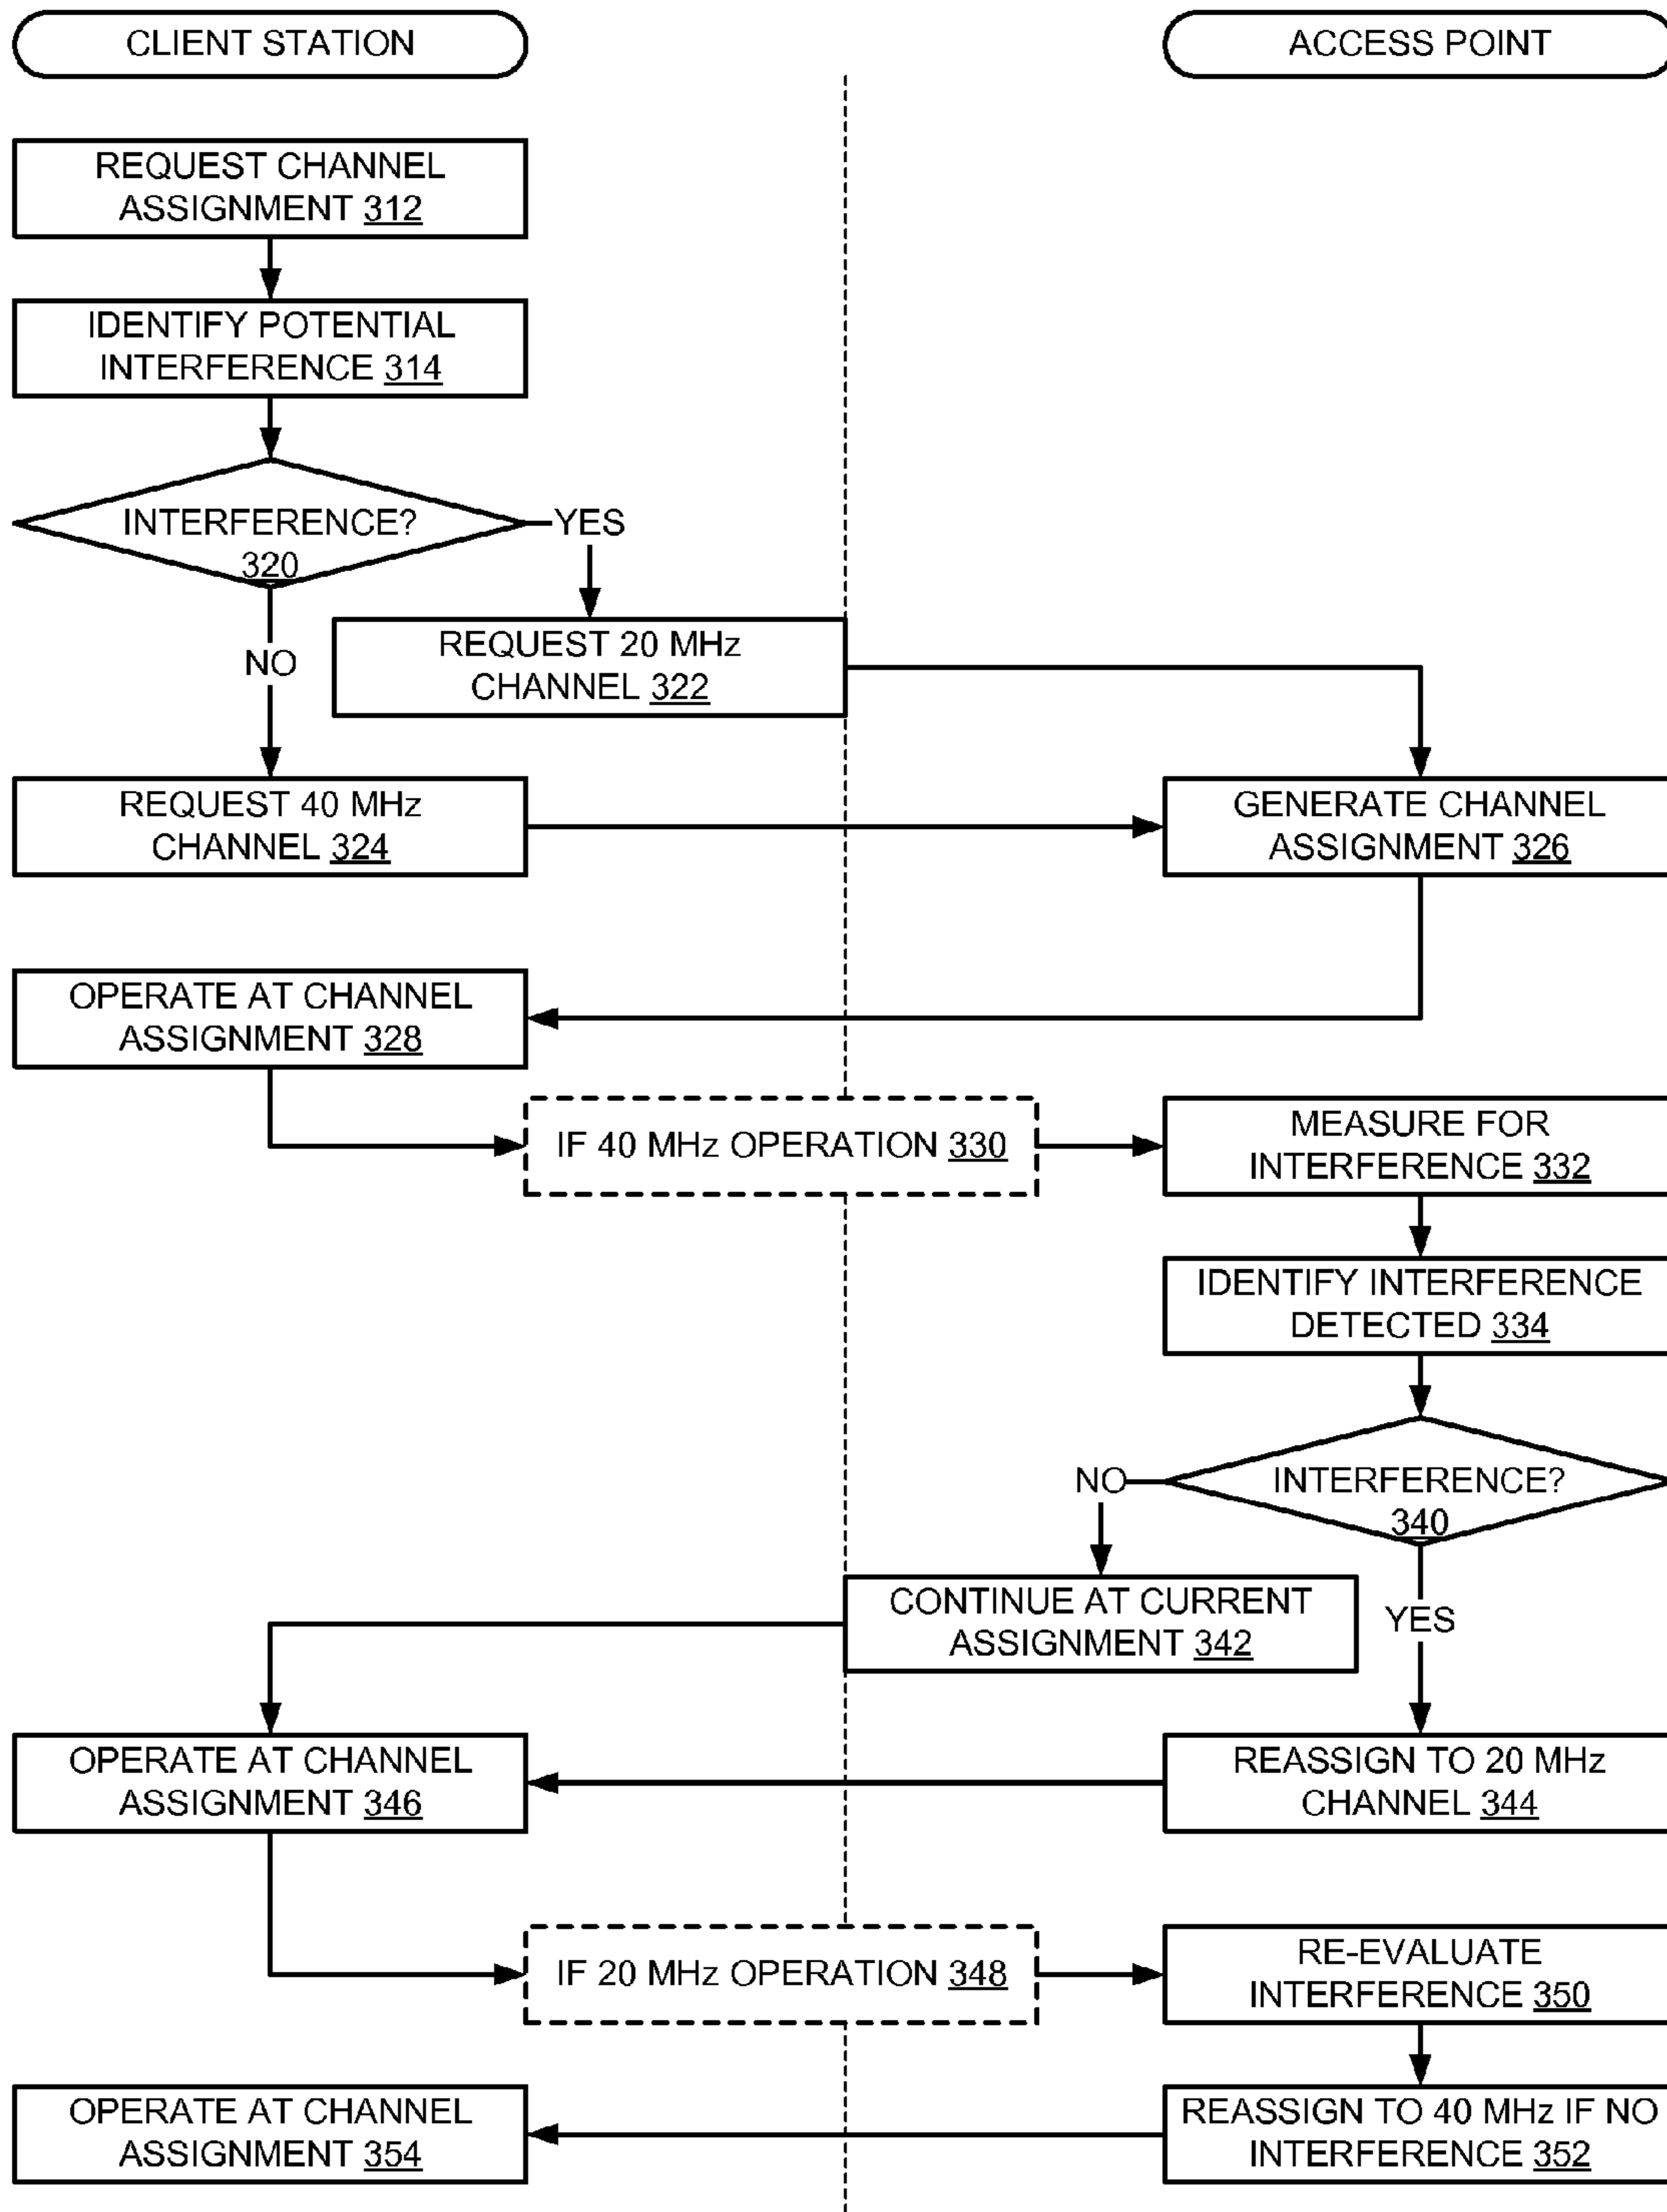 CLIENT STATION
ACCESS POINT
REQUEST CHANNEL
ASSIGNMENT 312
IDENTIFY POTENTIAL
INTERFERENCE 314
INTERFERENCE?
320
YES
NO
REQUEST 20 MHz
CHANNEL 322
REQUEST 40 MHz
CHANNEL 324
GENERATE CHANNEL
ASSIGNMENT 326
OPERATE AT CHANNEL
ASSIGNMENT 328
IF 40 MHz OPERATION 330
MEASURE FOR
INTERFERENCE 332
IDENTIFY INTERFERENCE
DETECTED 334
INTERFERENCE?
340
NO
YES
CONTINUE AT CURRENT
ASSIGNMENT 342
REASSIGN TO 20 MHz
CHANNEL 344
OPERATE AT CHANNEL
ASSIGNMENT 346
IF 20 MHz OPERATION 348
RE-EVALUATE
INTERFERENCE 350
REASSIGN TO 40 MHz IF NO
INTERFERENCE 352
OPERATE AT CHANNEL
ASSIGNMENT 354